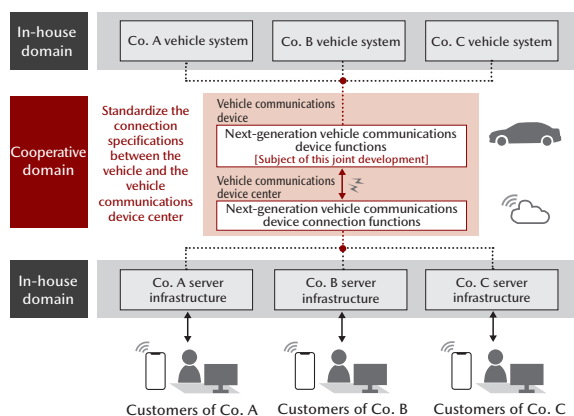 In-house
domain
Co. A vehicle system
Co. B vehicle system
Co. C vehicle system
Cooperative
domain
Standardize the
connection
specifications
between the
vehicle and the
vehicle
communications
device center
Vehicle communications
device
Next-generation vehicle communications
device functions
[Subject of this joint development]
Vehicle communications
device center
Next-generation vehicle communications
device connection functions
In-house
domain
Co. A server
infrastructure
Co. B server
infrastructure
Co. C server
infrastructure
Customers of Co. A
Customers of Co. B
Customers of Co. C